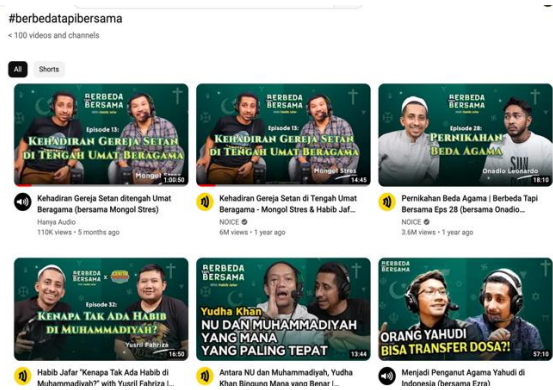 #berbedatapibersama
< 100 videos and channels
All
Shorts
BERBEDA
BERSAMA
Episode 13:
KEHADIRAN GEREJA SETAN
DI TENGAH UMAT BERAGAMA
Mongol Stres
1:00:50
Kehadiran Gereja Setan ditengah Umat
Beragama (bersama Mongol Stres)
Hanya Audio
110K views • 5 months ago
BERBEDA
BERSAMA
Episode 13:
KEHADIRAN GEREJA SETAN
DI TENGAH UMAT BERAGAMA
Mongol Stres
14:45
Kehadiran Gereja Setan di Tengah Umat
Beragama - Mongol Stres & Habib Jaf...
NOICE
6M views • 1 year ago
BERBEDA
BERSAMA
Episode 28:
PERNIKAHAN
BEDA AGAMA
Onadio Leonardo
SUN
18:10
Pernikahan Beda Agama | Berbeda Tapi
Bersama Eps 28 (bersama Onadio...
NOICE
3.6M views • 1 year ago
BERBEDA
BERSAMA
x
Episode 32:
KENAPA TAK ADA HABIB
DI MUHAMMADIYAH?
Yusril Fahriza
16:50
Habib Jafar "Kenapa Tak Ada Habib di
Muhammadiyah?" with Yusril Fahriza |...
BERBEDA
BERSAMA
Yudha Khan
NU DAN MUHAMMADIYAH
YANG MANA
YANG PALING TEPAT
13:44
Antara NU dan Muhammadiyah, Yudha
Khan Bingung Mana yang Benar |...
BERBEDA
BERSAMA
ORANG YAHUDI
BISA TRANSFER DOSA?!
57:10
Menjadi Penganut Agama Yahudi di
Indonesia (bersama Ezra)